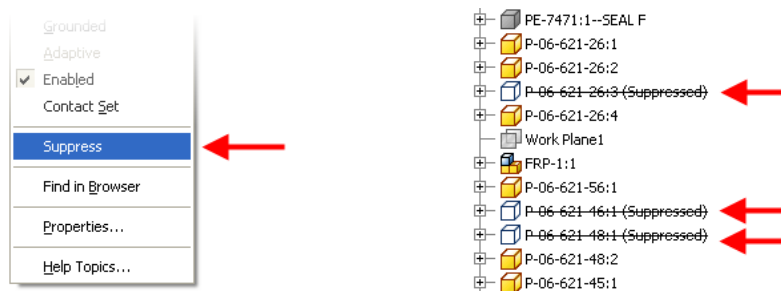 Grounded
Adaptive
Enabled
Contact Set
Suppress
Find in Browser
Properties...
Help Topics...
PE-7471:1--SEAL F
P-06-621-26:1
P-06-621-26:2
P-06-621-26:3 (Suppressed)
P-06-621-26:4
Work Plane1
FRP-1:1
P-06-621-56:1
P-06-621-46:1 (Suppressed)
P-06-621-48:1 (Suppressed)
P-06-621-48:2
P-06-621-45:1